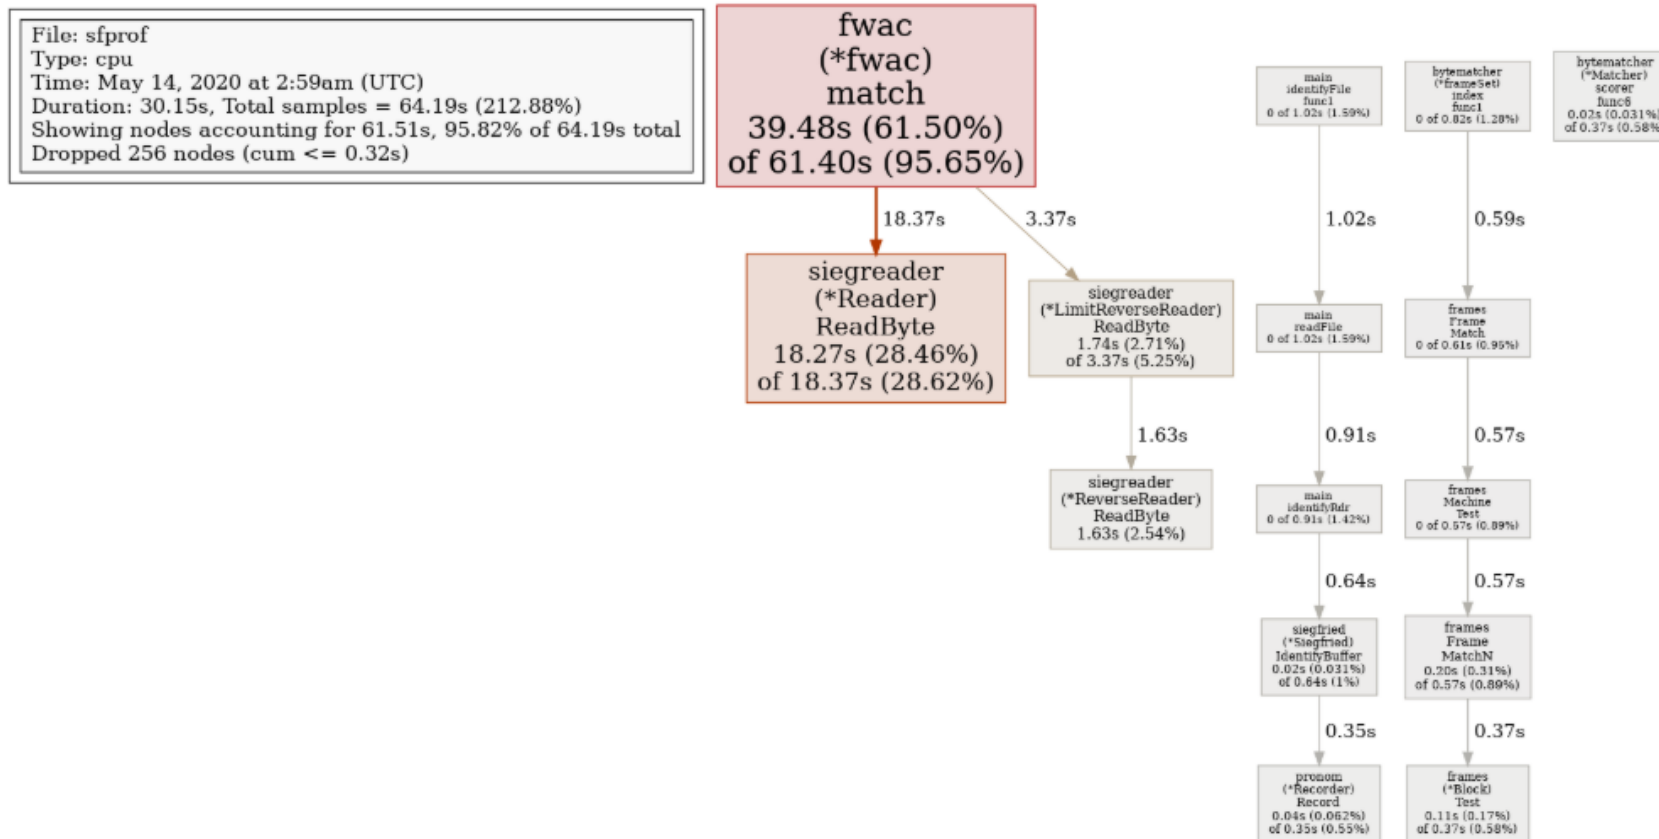 File: sfprof
Type: cpu
Time: May 14, 2020 at 2:59am (UTC)
Duration: 30.15s, Total samples = 64.19s (212.88%)
Showing nodes accounting for 61.51s, 95.82% of 64.19s total
Dropped 256 nodes (cum <= 0.32s)
fwac
(*fwac)
match
39.48s (61.50%)
of 61.40s (95.65%)
18.37s
3.37s
siegreader
(*Reader)
ReadByte
18.27s (28.46%)
of 18.37s (28.62%)
siegreader
(*LimitReverseReader)
ReadByte
1.74s (2.71%)
of 3.37s (5.25%)
1.63s
siegreader
(*ReverseReader)
ReadByte
1.63s (2.54%)
main
identifyFile
func1
0 of 1.02s (1.59%)
1.02s
main
readFile
0 of 1.02s (1.59%)
0.91s
main
identifyRdr
0 of 0.91s (1.42%)
0.64s
siegfried
(*Siegfried)
IdentifyBuffer
0.02s (0.031%)
of 0.64s (1%)
0.35s
pronom
(*Recorder)
Record
0.04s (0.062%)
of 0.35s (0.55%)
bytematcher
(*frameSet)
index
func1
0 of 0.82s (1.28%)
0.59s
frames
Frame
Match
0 of 0.61s (0.95%)
0.57s
frames
Machine
Test
0 of 0.57s (0.89%)
0.57s
frames
Frame
MatchN
0.20s (0.31%)
of 0.57s (0.89%)
0.37s
frames
(*Block)
Test
0.11s (0.17%)
of 0.37s (0.58%)
bytematcher
(*Matcher)
scorer
func6
0.02s (0.031%)
of 0.37s (0.58%